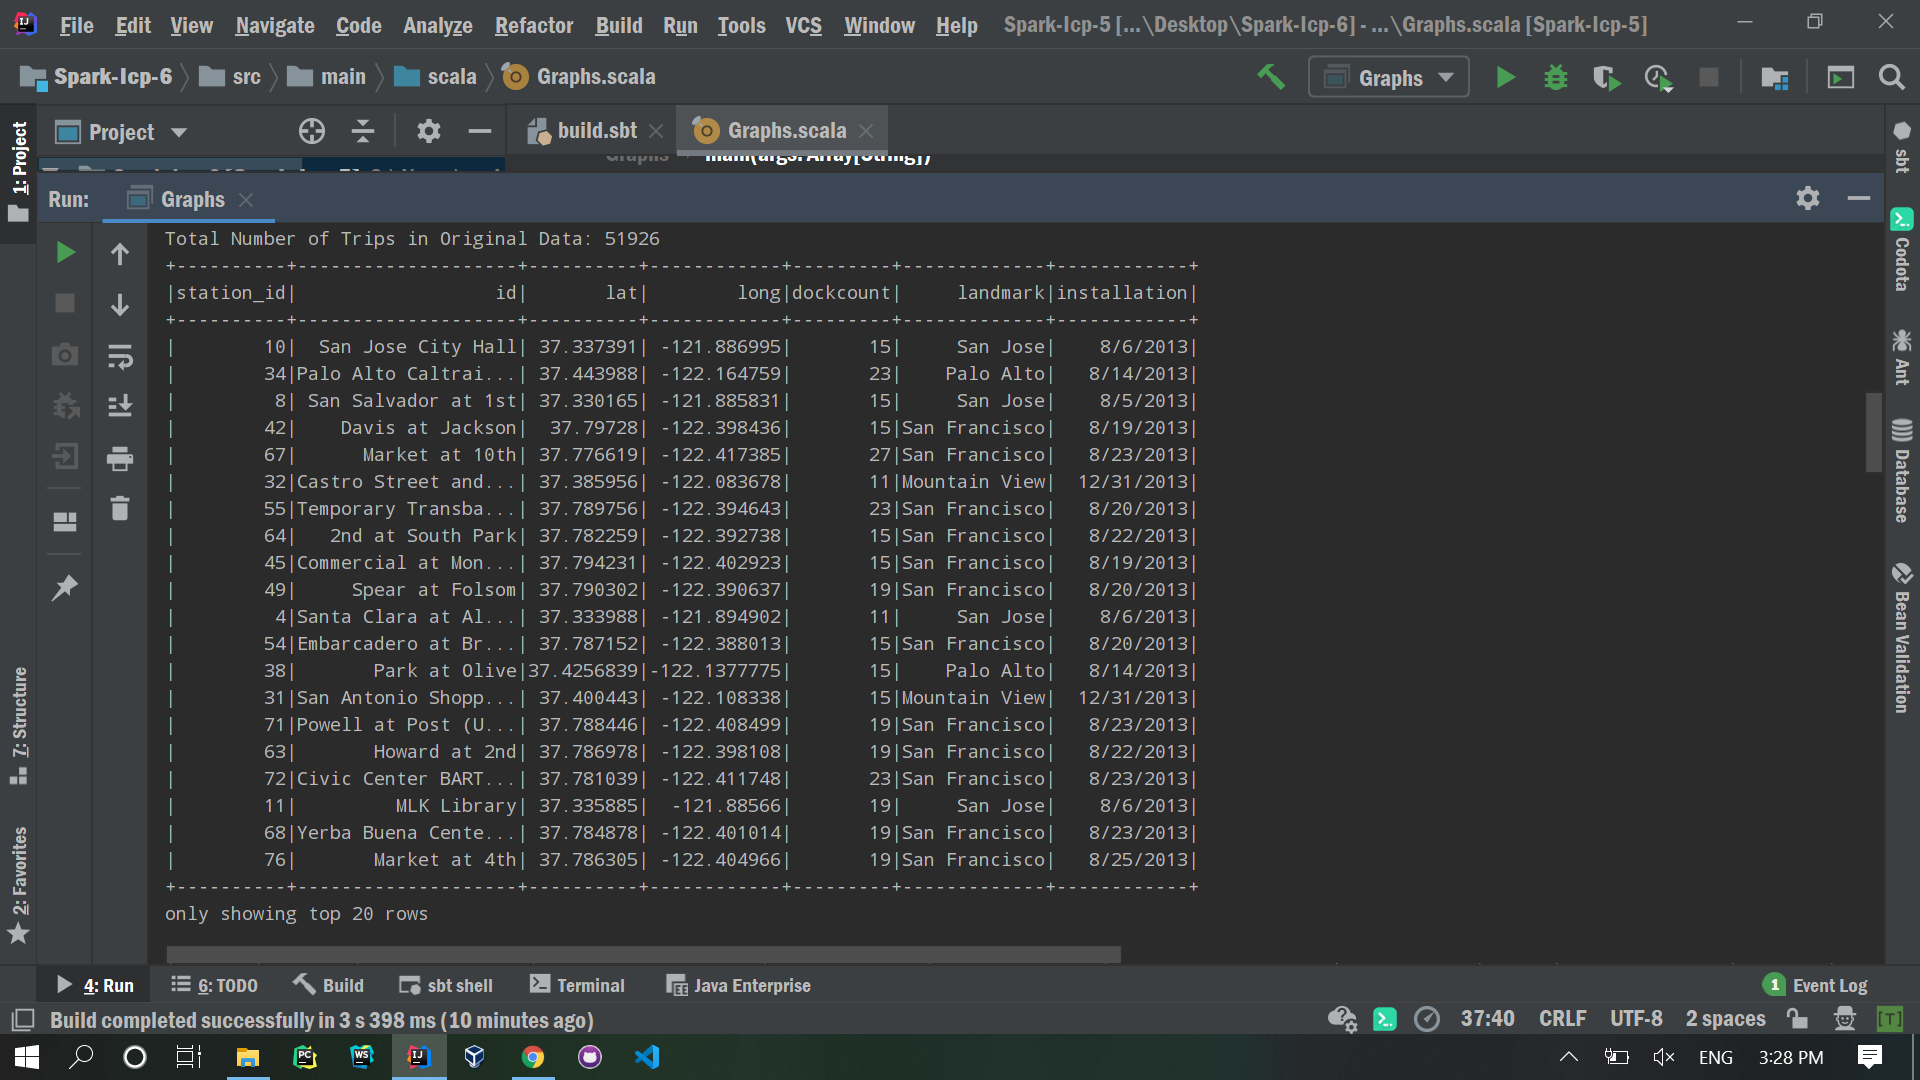 File Edit View Navigate Code Analyze Refactor Build Run Tools VCS Window Help Spark-Icp-5 [...\Desktop\Spark-Icp-6] - ...\Graphs.scala [Spark-Icp-5]
Spark-Icp-6 src main scala Graphs.scala Graphs
Project build.sbt Graphs.scala
Graphs main(args: Array[String])
Run: Graphs
Total Number of Trips in Original Data: 51926
+----------+--------------------+----------+------------+---------+-------------+------------+
|station_id|                  id|       lat|        long|dockcount|     landmark|installation|
+----------+--------------------+----------+------------+---------+-------------+------------+
|        10|  San Jose City Hall| 37.337391| -121.886995|       15|     San Jose|    8/6/2013|
|        34|Palo Alto Caltrai...| 37.443988| -122.164759|       23|    Palo Alto|   8/14/2013|
|         8| San Salvador at 1st| 37.330165| -121.885831|       15|     San Jose|    8/5/2013|
|        42|    Davis at Jackson|  37.79728| -122.398436|       15|San Francisco|   8/19/2013|
|        67|      Market at 10th| 37.776619| -122.417385|       27|San Francisco|   8/23/2013|
|        32|Castro Street and...| 37.385956| -122.083678|       11|Mountain View|  12/31/2013|
|        55|Temporary Transba...| 37.789756| -122.394643|       23|San Francisco|   8/20/2013|
|        64|   2nd at South Park| 37.782259| -122.392738|       15|San Francisco|   8/22/2013|
|        45|Commercial at Mon...| 37.794231| -122.402923|       15|San Francisco|   8/19/2013|
|        49|     Spear at Folsom| 37.790302| -122.390637|       19|San Francisco|   8/20/2013|
|         4|Santa Clara at Al...| 37.333988| -121.894902|       11|     San Jose|    8/6/2013|
|        54|Embarcadero at Br...| 37.787152| -122.388013|       15|San Francisco|   8/20/2013|
|        38|       Park at Olive|37.4256839|-122.1377775|       15|    Palo Alto|   8/14/2013|
|        31|San Antonio Shopp...| 37.400443| -122.108338|       15|Mountain View|  12/31/2013|
|        71|Powell at Post (U...| 37.788446| -122.408499|       19|San Francisco|   8/23/2013|
|        63|       Howard at 2nd| 37.786978| -122.398108|       19|San Francisco|   8/22/2013|
|        72|Civic Center BART...| 37.781039| -122.411748|       23|San Francisco|   8/23/2013|
|        11|         MLK Library| 37.335885|  -121.88566|       19|     San Jose|    8/6/2013|
|        68|Yerba Buena Cente...| 37.784878| -122.401014|       19|San Francisco|   8/23/2013|
|        76|       Market at 4th| 37.786305| -122.404966|       19|San Francisco|   8/25/2013|
+----------+--------------------+----------+------------+---------+-------------+------------+
only showing top 20 rows
1: Project
7: Structure
2: Favorites
sbt
Codota
Ant
Database
Bean Validation
4: Run 6: TODO Build sbt shell Terminal Java Enterprise 1 Event Log
Build completed successfully in 3 s 398 ms (10 minutes ago) 37:40 CRLF UTF-8 2 spaces [T]
PC WS IJ ENG 3:28 PM